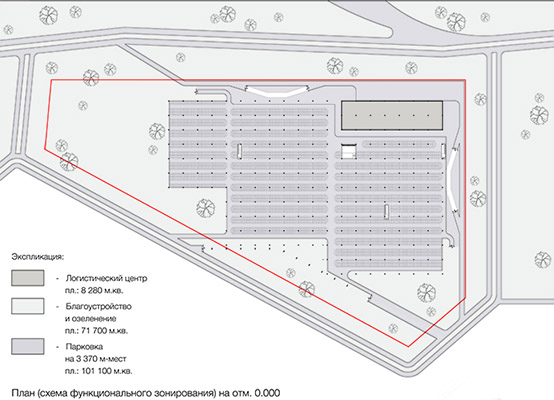 Экспликация:
- Логистический центр
пл.: 8 280 м.кв.
- Благоустройство
и озеленение
пл.: 71 700 м.кв.
- Парковка
на 3 370 м-мест
пл.: 101 100 м.кв.
План (схема функционального зонирования) на отм. 0.000